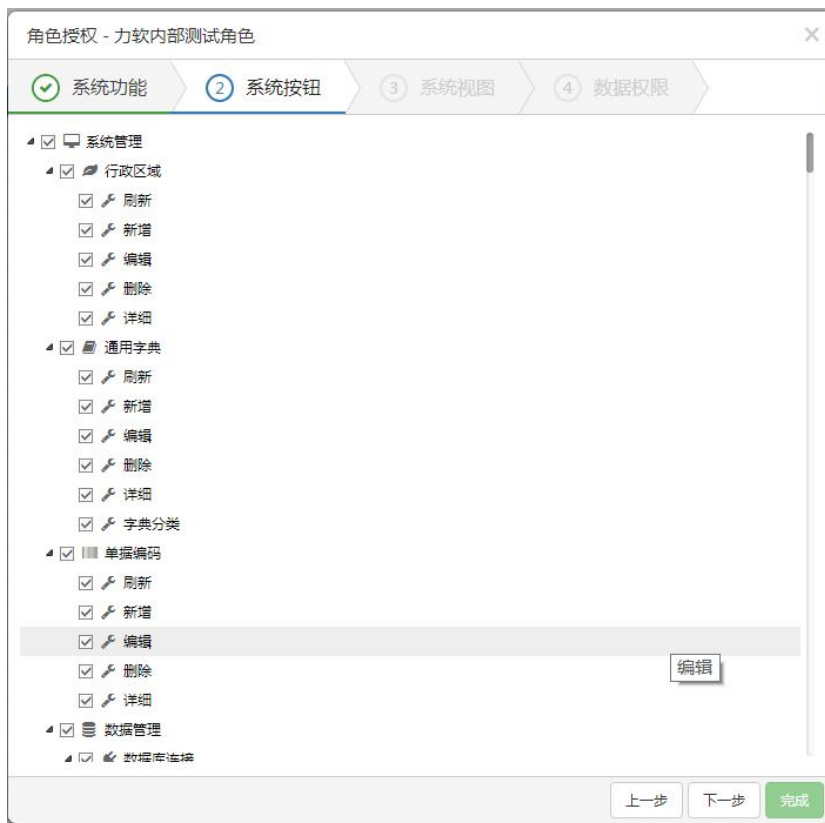 角色授权 - 力软内部测试角色
系统功能 2 系统按钮 3 系统视图 4 数据权限
系统管理
行政区域
刷新
新增
编辑
删除
详细
通用字典
刷新
新增
编辑
删除
详细
字典分类
单据编码
刷新
新增
编辑
编辑
删除
详细
数据管理
数据库连接
上一步 下一步 完成